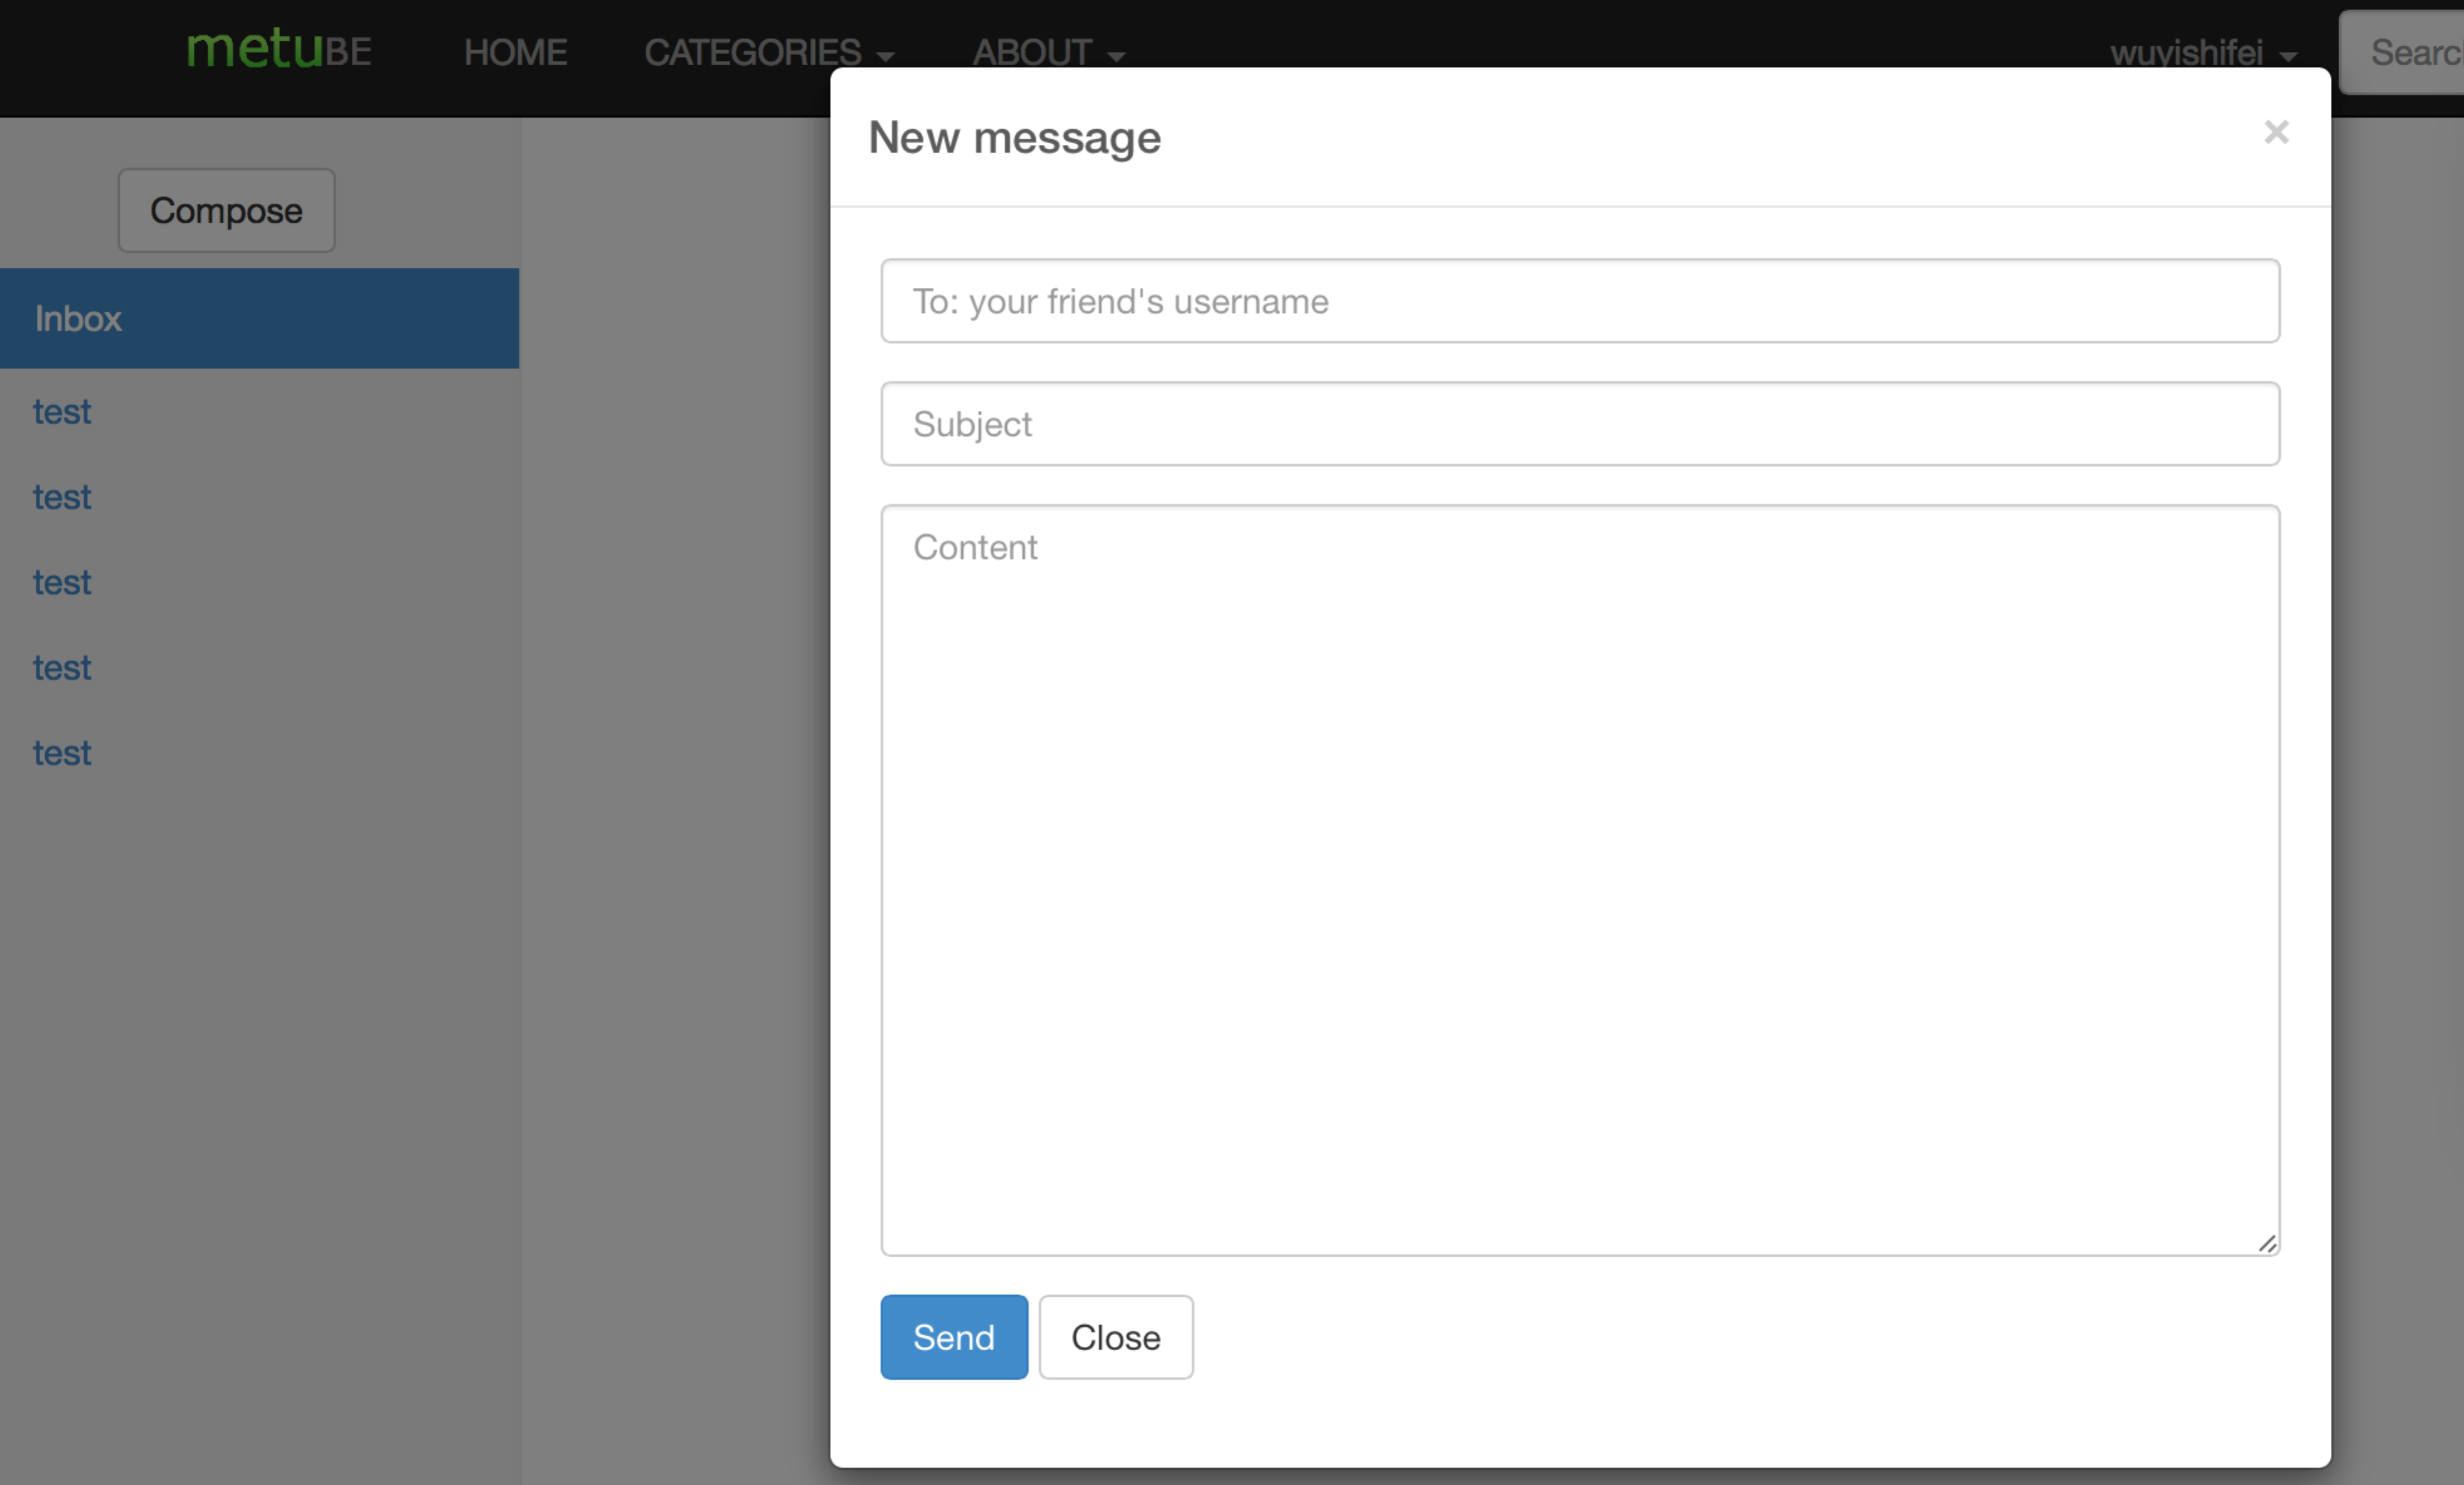 metuBE HOME CATEGORIES ABOUT wuyishifei Searc
New message
×
Compose
To: your friend's username
Inbox
Subject
test
test
Content
test
test
test
Send Close